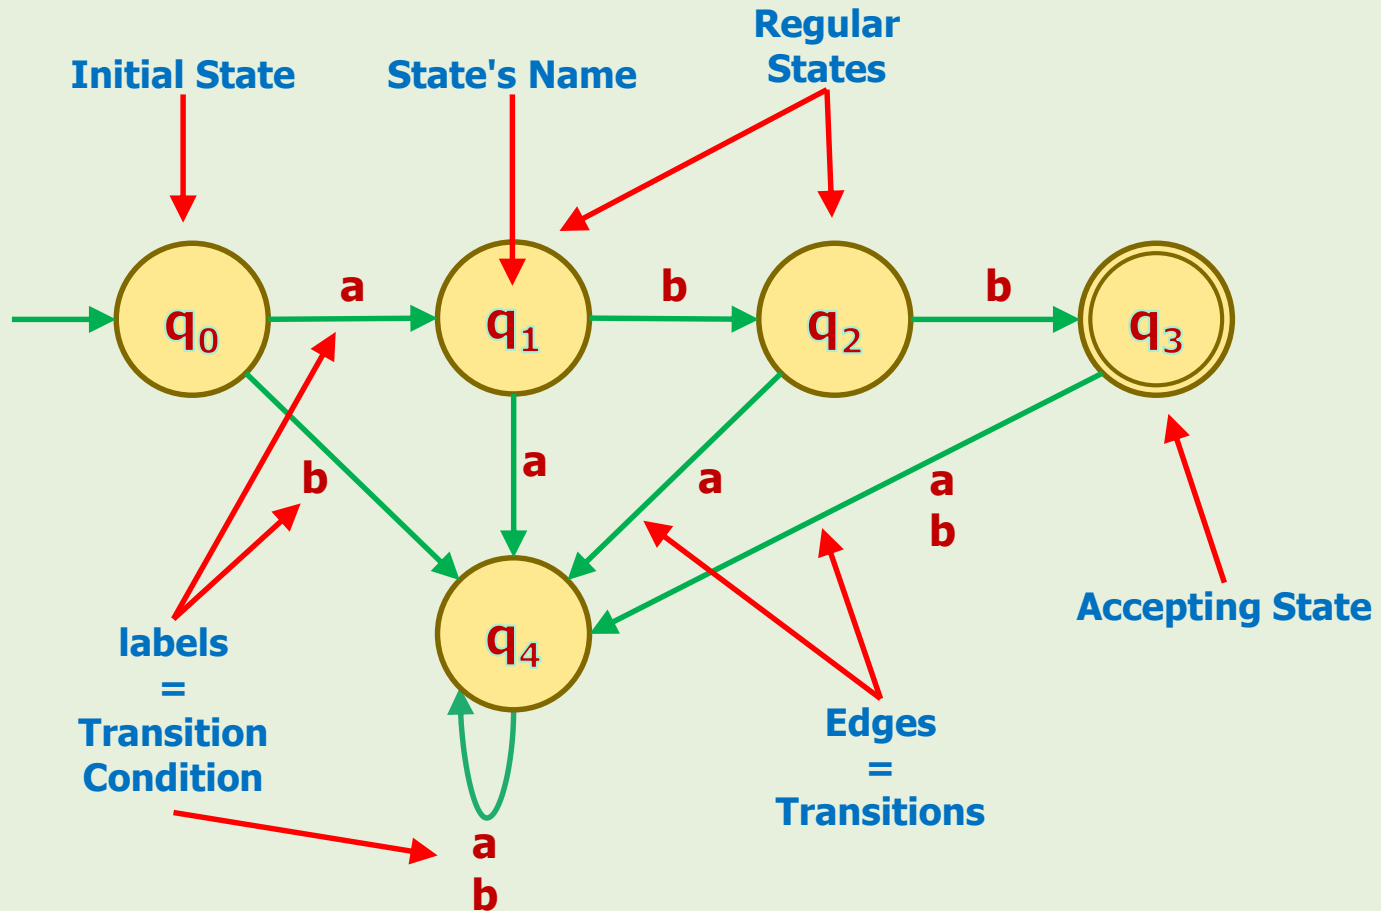 Regular
States
Initial State
State's Name
a
b
b
q₀
q₁
q₂
q₃
b
a
a
a
b
labels
=
Transition
Condition
q₄
Edges
=
Transitions
Accepting State
a
b